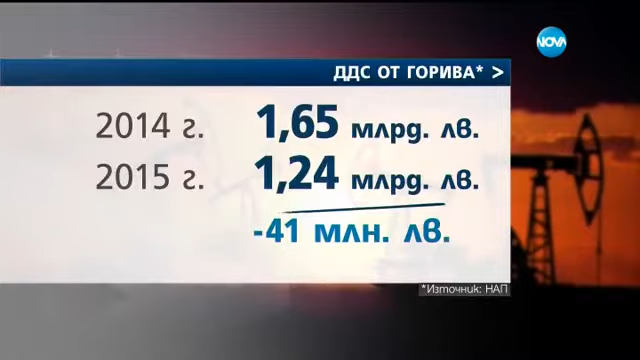 NOVA
ДДС ОТ ГОРИВА* >
2014 г. 1,65 млрд. лв.
2015 г. 1,24 млрд. лв.
-41 млн. лв.
*Източник: НАП